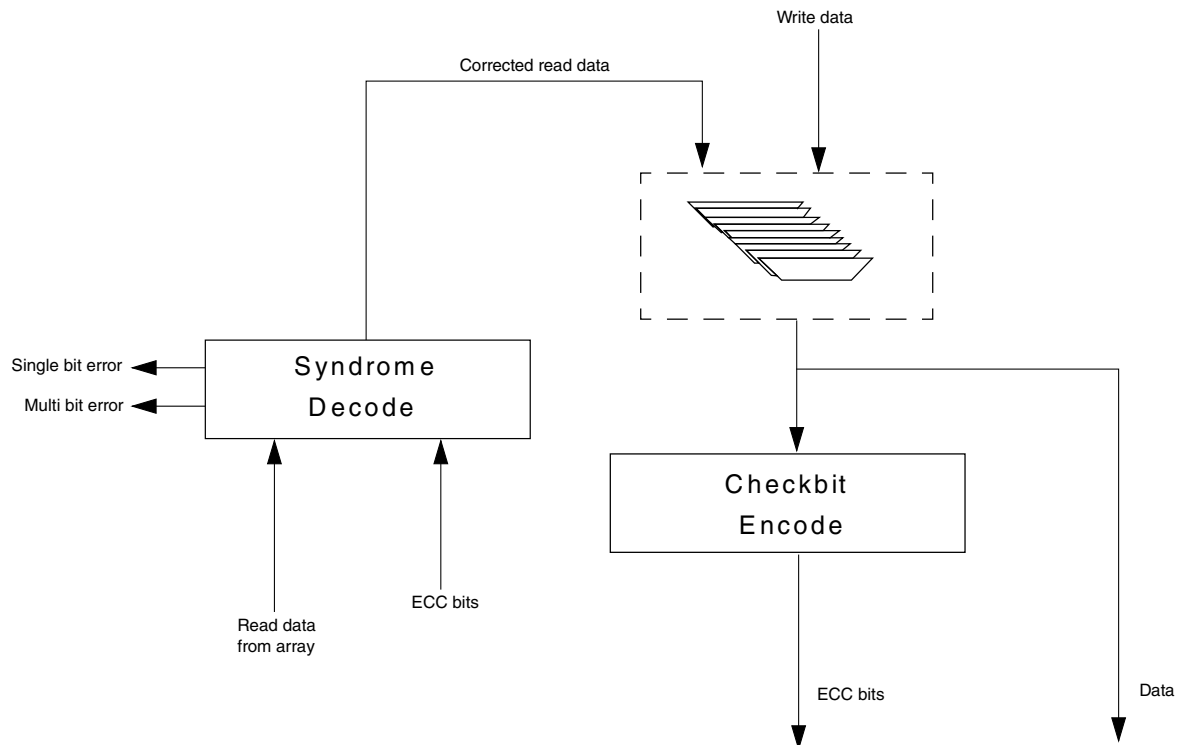 Write data
Corrected read data
Single bit error
Multi bit error
Syndrome
Decode
Checkbit
Encode
Read data
from array
ECC bits
ECC bits
Data